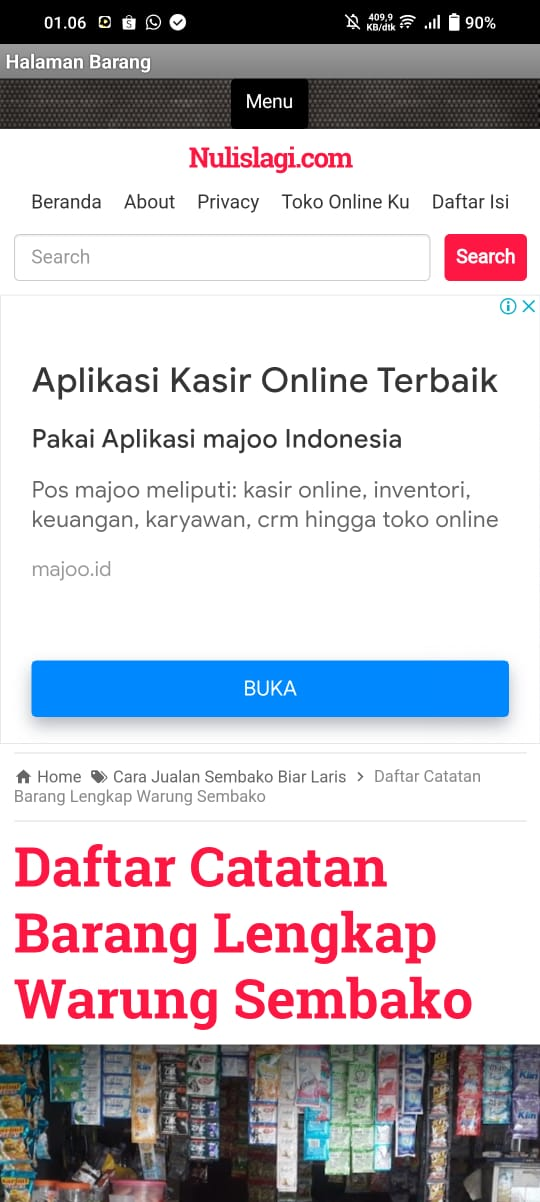 01.06
409,9
KB/dtk
90%
Halaman Barang
Menu
Nulislagi.com
Beranda About Privacy Toko Online Ku Daftar Isi
Search Search
Aplikasi Kasir Online Terbaik
Pakai Aplikasi majoo Indonesia
Pos majoo meliputi: kasir online, inventori,
keuangan, karyawan, crm hingga toko online
majoo.id
BUKA
Home Cara Jualan Sembako Biar Laris > Daftar Catatan
Barang Lengkap Warung Sembako
Daftar Catatan
Barang Lengkap
Warung Sembako